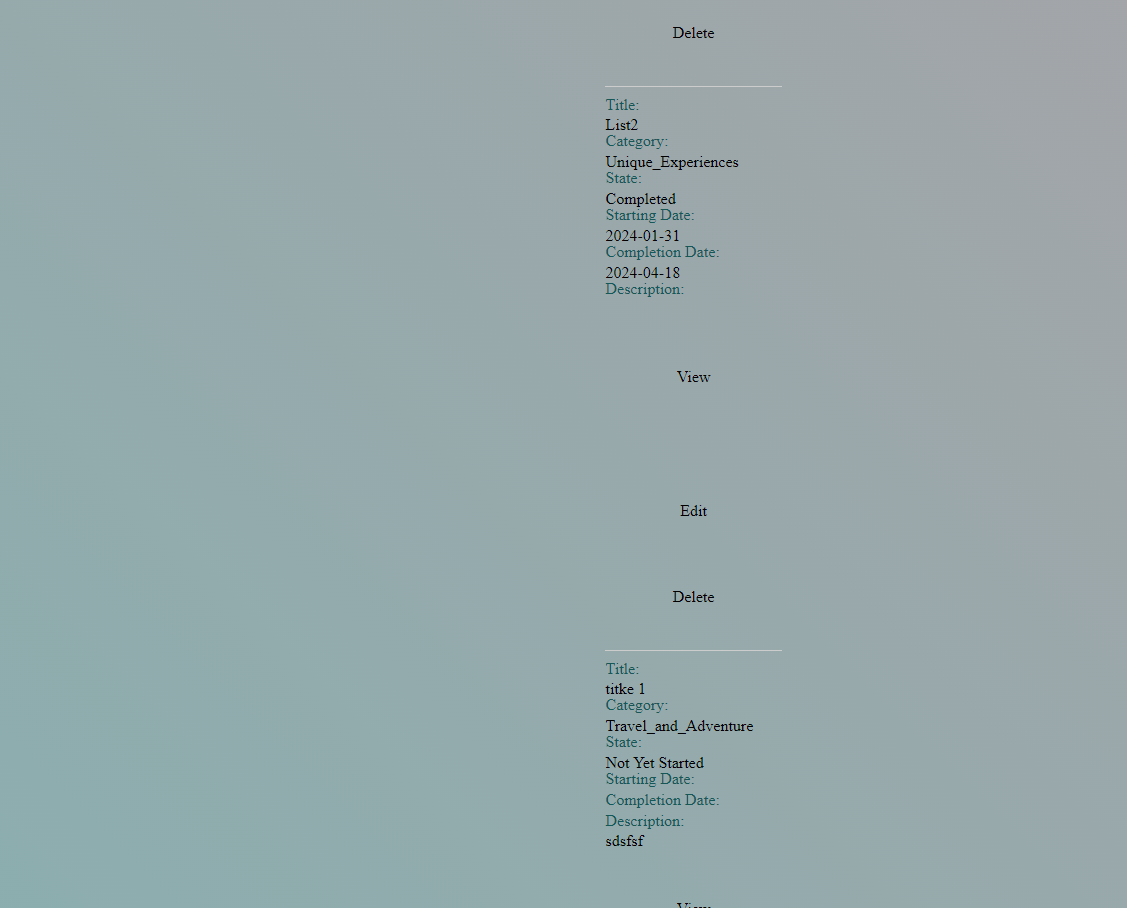 Delete
Title:
List2
Category:
Unique_Experiences
State:
Completed
Starting Date:
2024-01-31
Completion Date:
2024-04-18
Description:
View
Edit
Delete
Title:
titke 1
Category:
Travel_and_Adventure
State:
Not Yet Started
Starting Date:
Completion Date:
Description:
sdsfsf
View